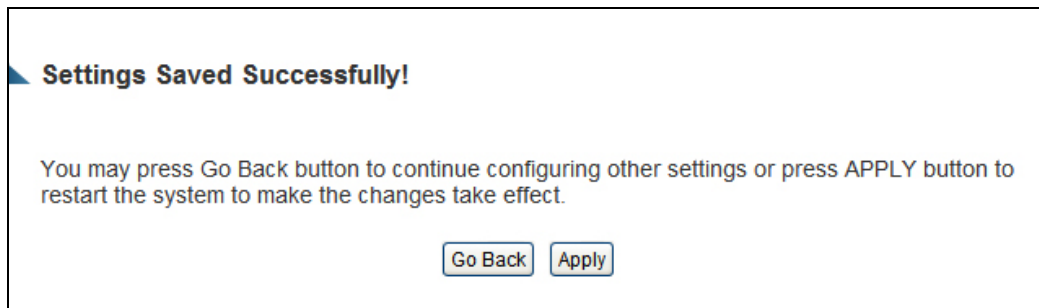 Settings Saved Successfully!
You may press Go Back button to continue configuring other settings or press APPLY button to
restart the system to make the changes take effect.
Go Back Apply